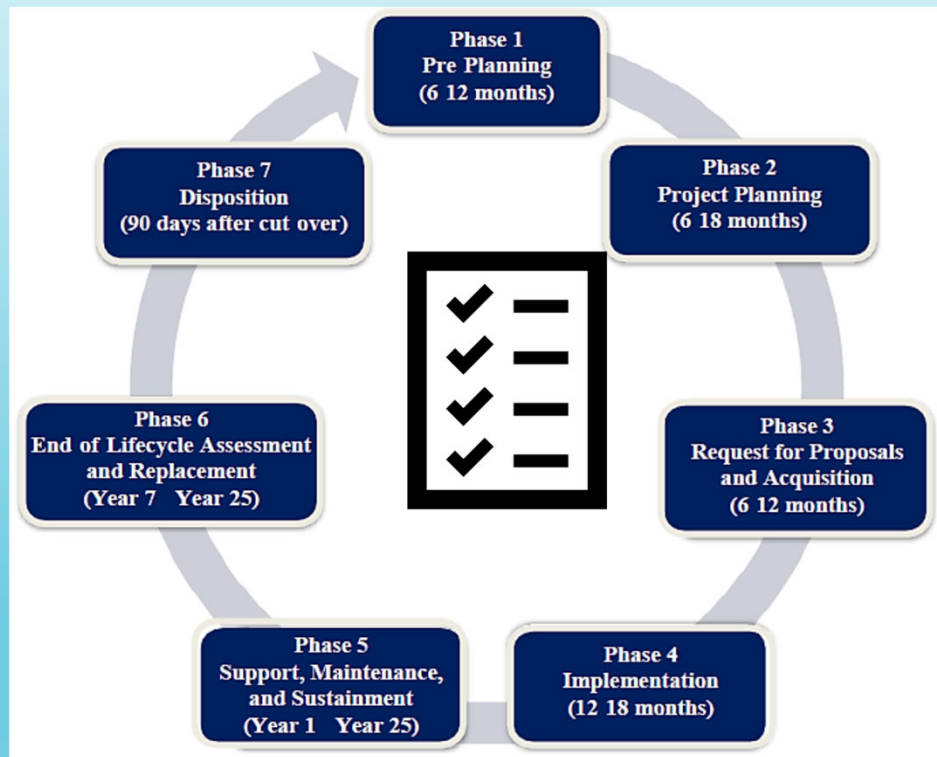 Phase 1
Pre Planning
(6 12 months)
Phase 2
Project Planning
(6 18 months)
Phase 3
Request for Proposals
and Acquisition
(6 12 months)
Phase 4
Implementation
(12 18 months)
Phase 5
Support, Maintenance,
and Sustainment
(Year 1 Year 25)
Phase 6
End of Lifecycle Assessment
and Replacement
(Year 7 Year 25)
Phase 7
Disposition
(90 days after cut over)